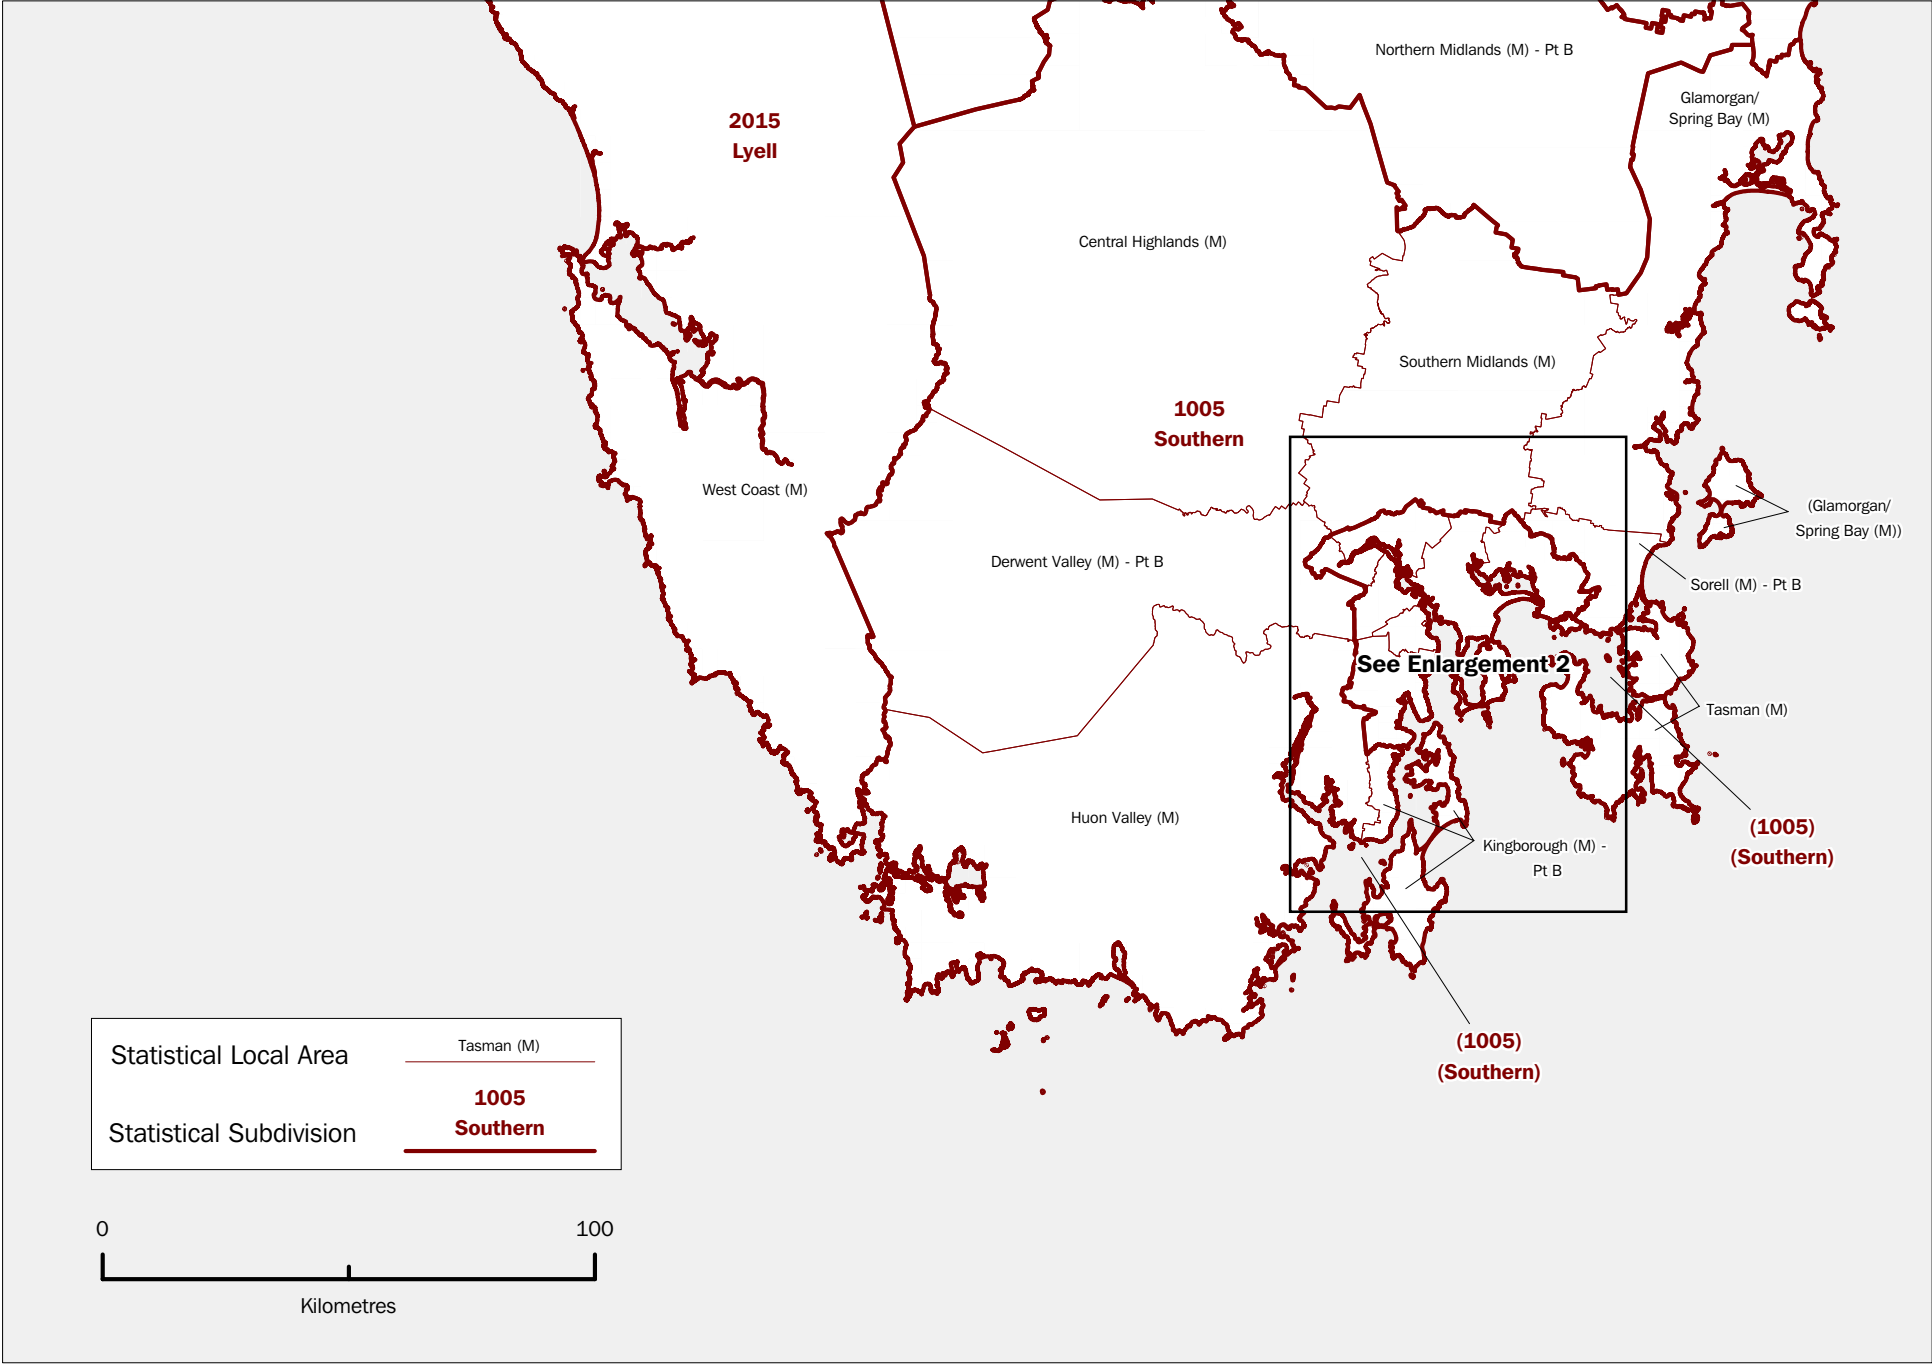 Northern Midlands (M) - Pt B
Glamorgan/
Spring Bay (M)
2015
Lyell
Central Highlands (M)
Southern Midlands (M)
1005
Southern
West Coast (M)
(Glamorgan/
Spring Bay (M))
Derwent Valley (M) - Pt B
Sorell (M) - Pt B
See Enlargement 2
Tasman (M)
Huon Valley (M)
(1005)
(Southern)
Kingborough (M) -
Pt B
(1005)
(Southern)
Statistical Local Area
Tasman (M)
Statistical Subdivision
1005
Southern
0
100
Kilometres